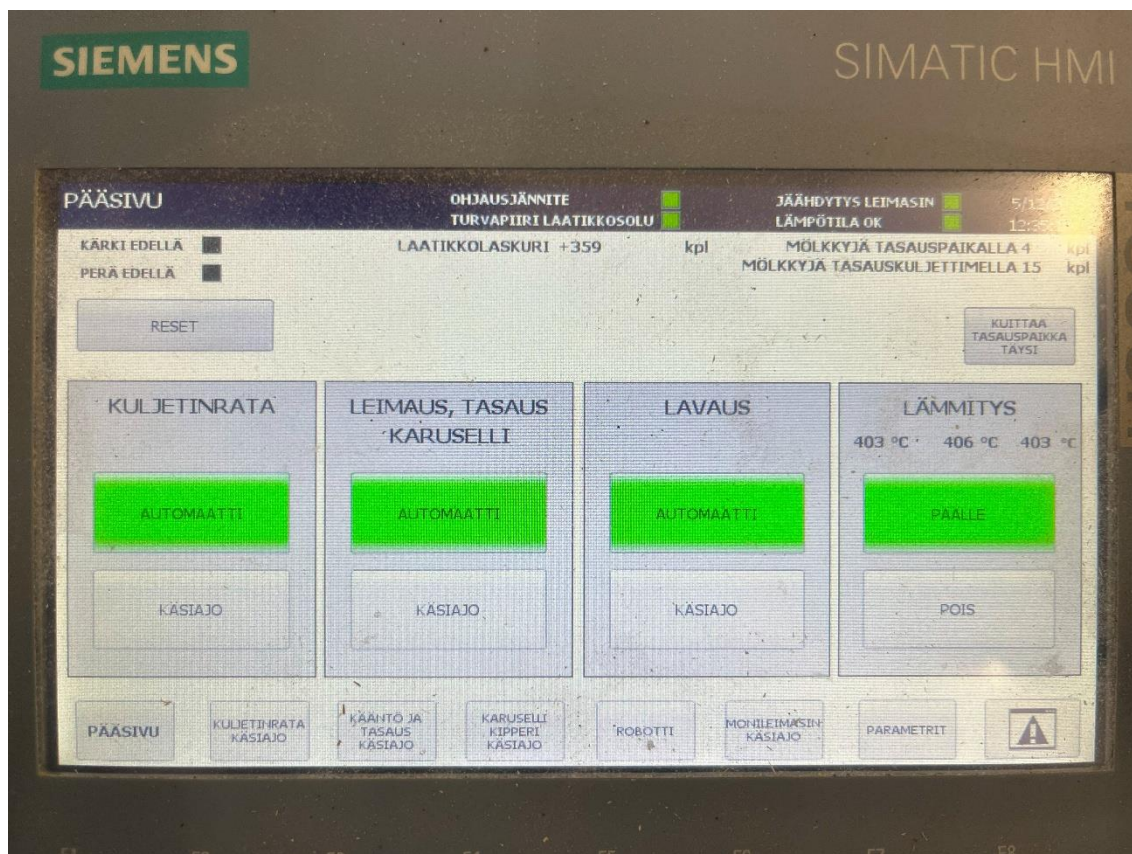 SIEMENS
SIMATIC HMI
PÄÄSIVU
OHJAUSJÄNNITE
TURVAPIIRI LAATIKKOSOLU
JÄÄHDYTYS LEIMASIN
LÄMPÖTILA OK
KÄRKI EDELLÄ
PERÄ EDELLÄ
LAATIKKOLASKURI +359 kpl
MÖLKKYJÄ TASAUSPAIKALLA 4 kpl
MÖLKKYJÄ TASAUSKULJETTIMELLA 15 kpl
RESET
KUITTAA
TASAUSPAIKKA
TÄYSI
KULJETINRATA
AUTOMAATTI
KÄSIAJO
LEIMAUS, TASAUS
KARUSELLI
AUTOMAATTI
KÄSIAJO
LAVAUS
AUTOMAATTI
KÄSIAJO
LÄMMITYS
403 °C 406 °C 403 °C
PÄÄLLE
POIS
PÄÄSIVU
KULJETINRATA
KÄSIAJO
KÄÄNTÖ JA
TASAUS
KÄSIAJO
KARUSELLI
KIPPERI
KÄSIAJO
ROBOTTI
MONILEIMASIN
KÄSIAJO
PARAMETRIT